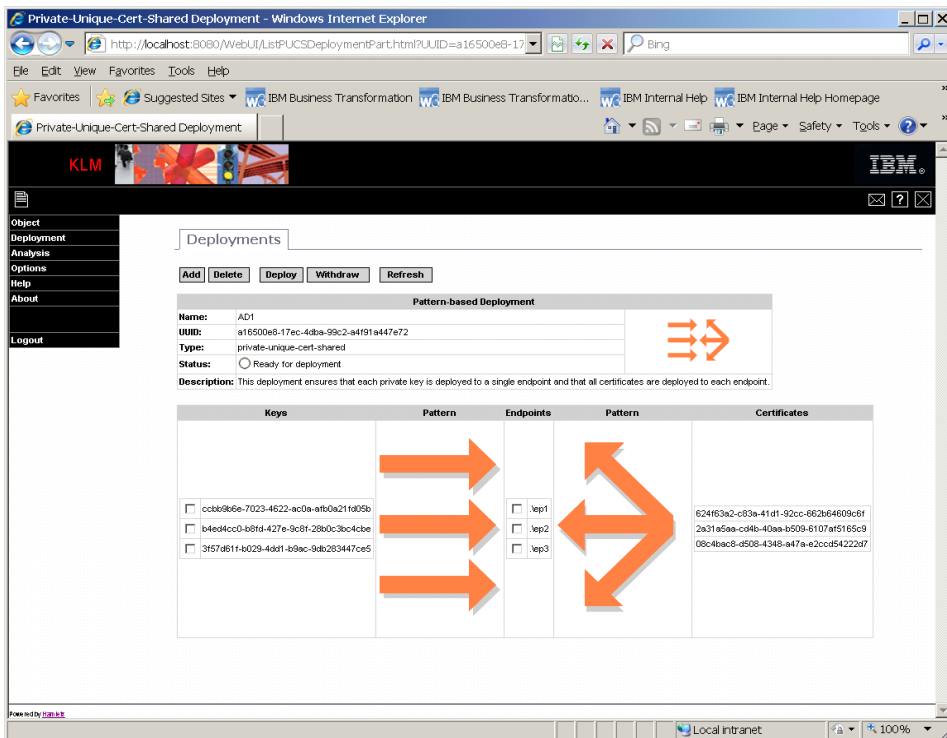 Private-Unique-Cert-Shared Deployment - Windows Internet Explorer
http://localhost:8080/WebUI/ListPUCSDeploymentPart.html?UUID=a16500e8-17
Bing
File Edit View Favorites Tools Help
Favorites Suggested Sites IBM Business Transformation IBM Business Transformatio... IBM Internal Help IBM Internal Help Homepage
Private-Unique-Cert-Shared Deployment
Page Safety Tools
KLM
IBM
Object
Deployment
Analysis
Options
Help
About
Logout
Deployments
Add Delete Deploy Withdraw Refresh
Pattern-based Deployment
Name: AD1
UUID: a16500e8-17ec-4dba-99c2-a4f91a447e72
Type: private-unique-cert-shared
Status: Ready for deployment
Description: This deployment ensures that each private key is deployed to a single endpoint and that all certificates are deployed to each endpoint.
Keys Pattern Endpoints Pattern Certificates
ccbb9b6e-7023-4622-ac0a-afb0a21fd05b .\ep1 624f63a2-c83a-41d1-92cc-662b64609c6f
b4ed4cc0-b8fd-427e-9c8f-28b0c3bc4cbe .\ep2 2a31a5aa-cd4b-40aa-b509-6107af5165c9
3f57d61f-b029-4dd1-b9ac-9db283447ce5 .\ep3 08c4bac8-d508-4348-a47a-e2ccd54222d7
Powered by Hamlets
Local intranet 100%